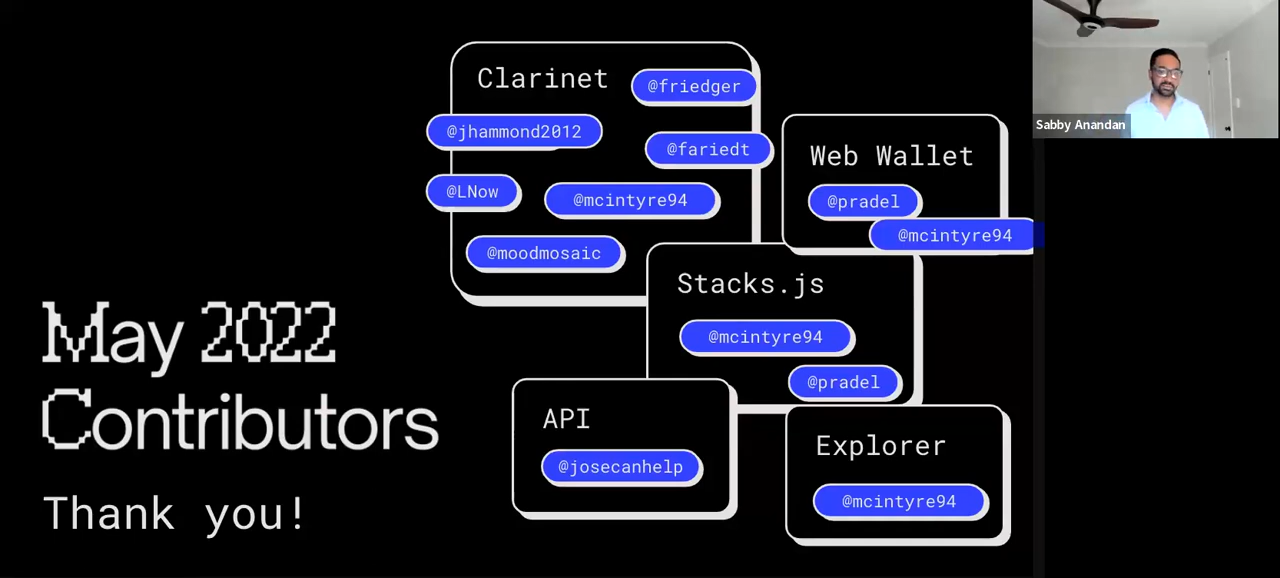 Clarinet
@friedger
@jhammond2012
@fariedt
@LNow
@mcintyre94
@moodmosaic
Web Wallet
@pradel
@mcintyre94
Stacks.js
@mcintyre94
@pradel
API
@josecanhelp
Explorer
@mcintyre94
May 2022
Contributors
Thank you!
Sabby Anandan